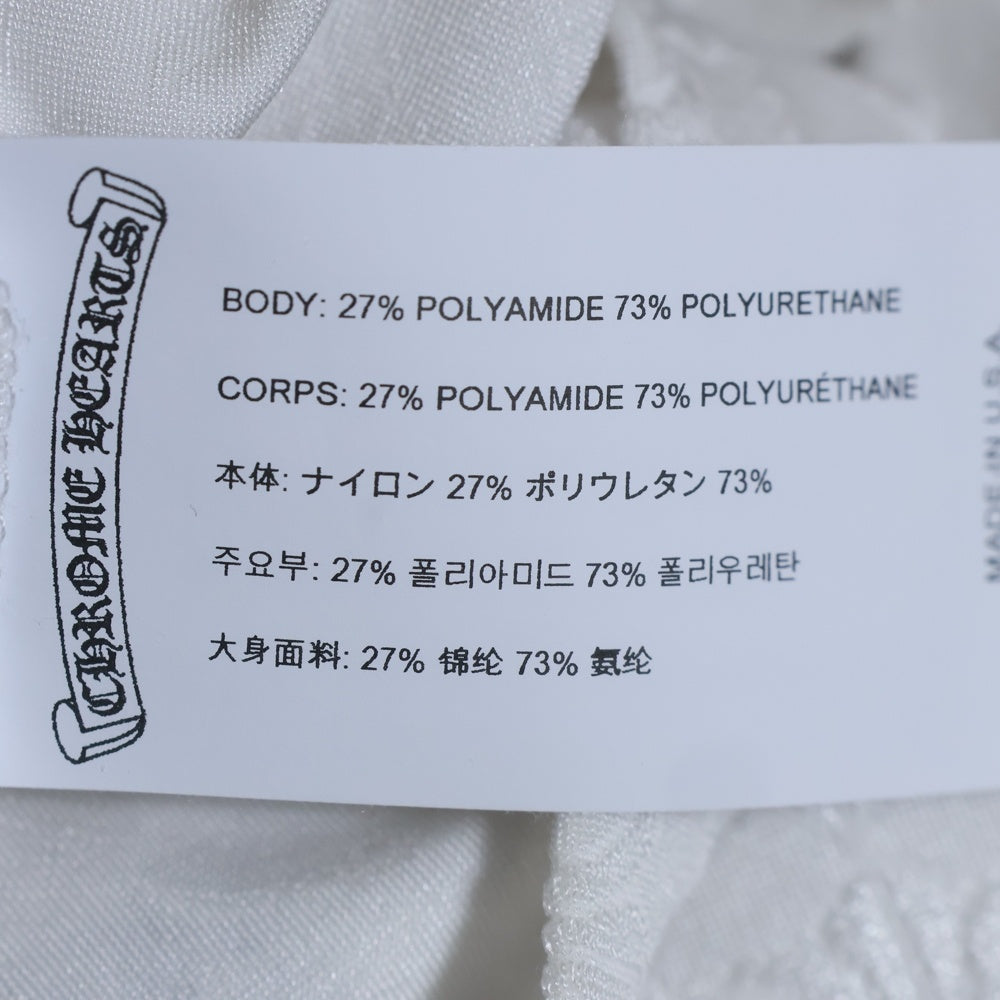 CHROME HEARTS
BODY: 27% POLYAMIDE 73% POLYURETHANE
CORPS: 27% POLYAMIDE 73% POLYURÉTHANE
本体: ナイロン 27% ポリウレタン 73%
주요부: 27% 폴리아미드 73% 폴리우레탄
大身面料: 27% 锦纶 73% 氨纶
MADE IN U.S.A